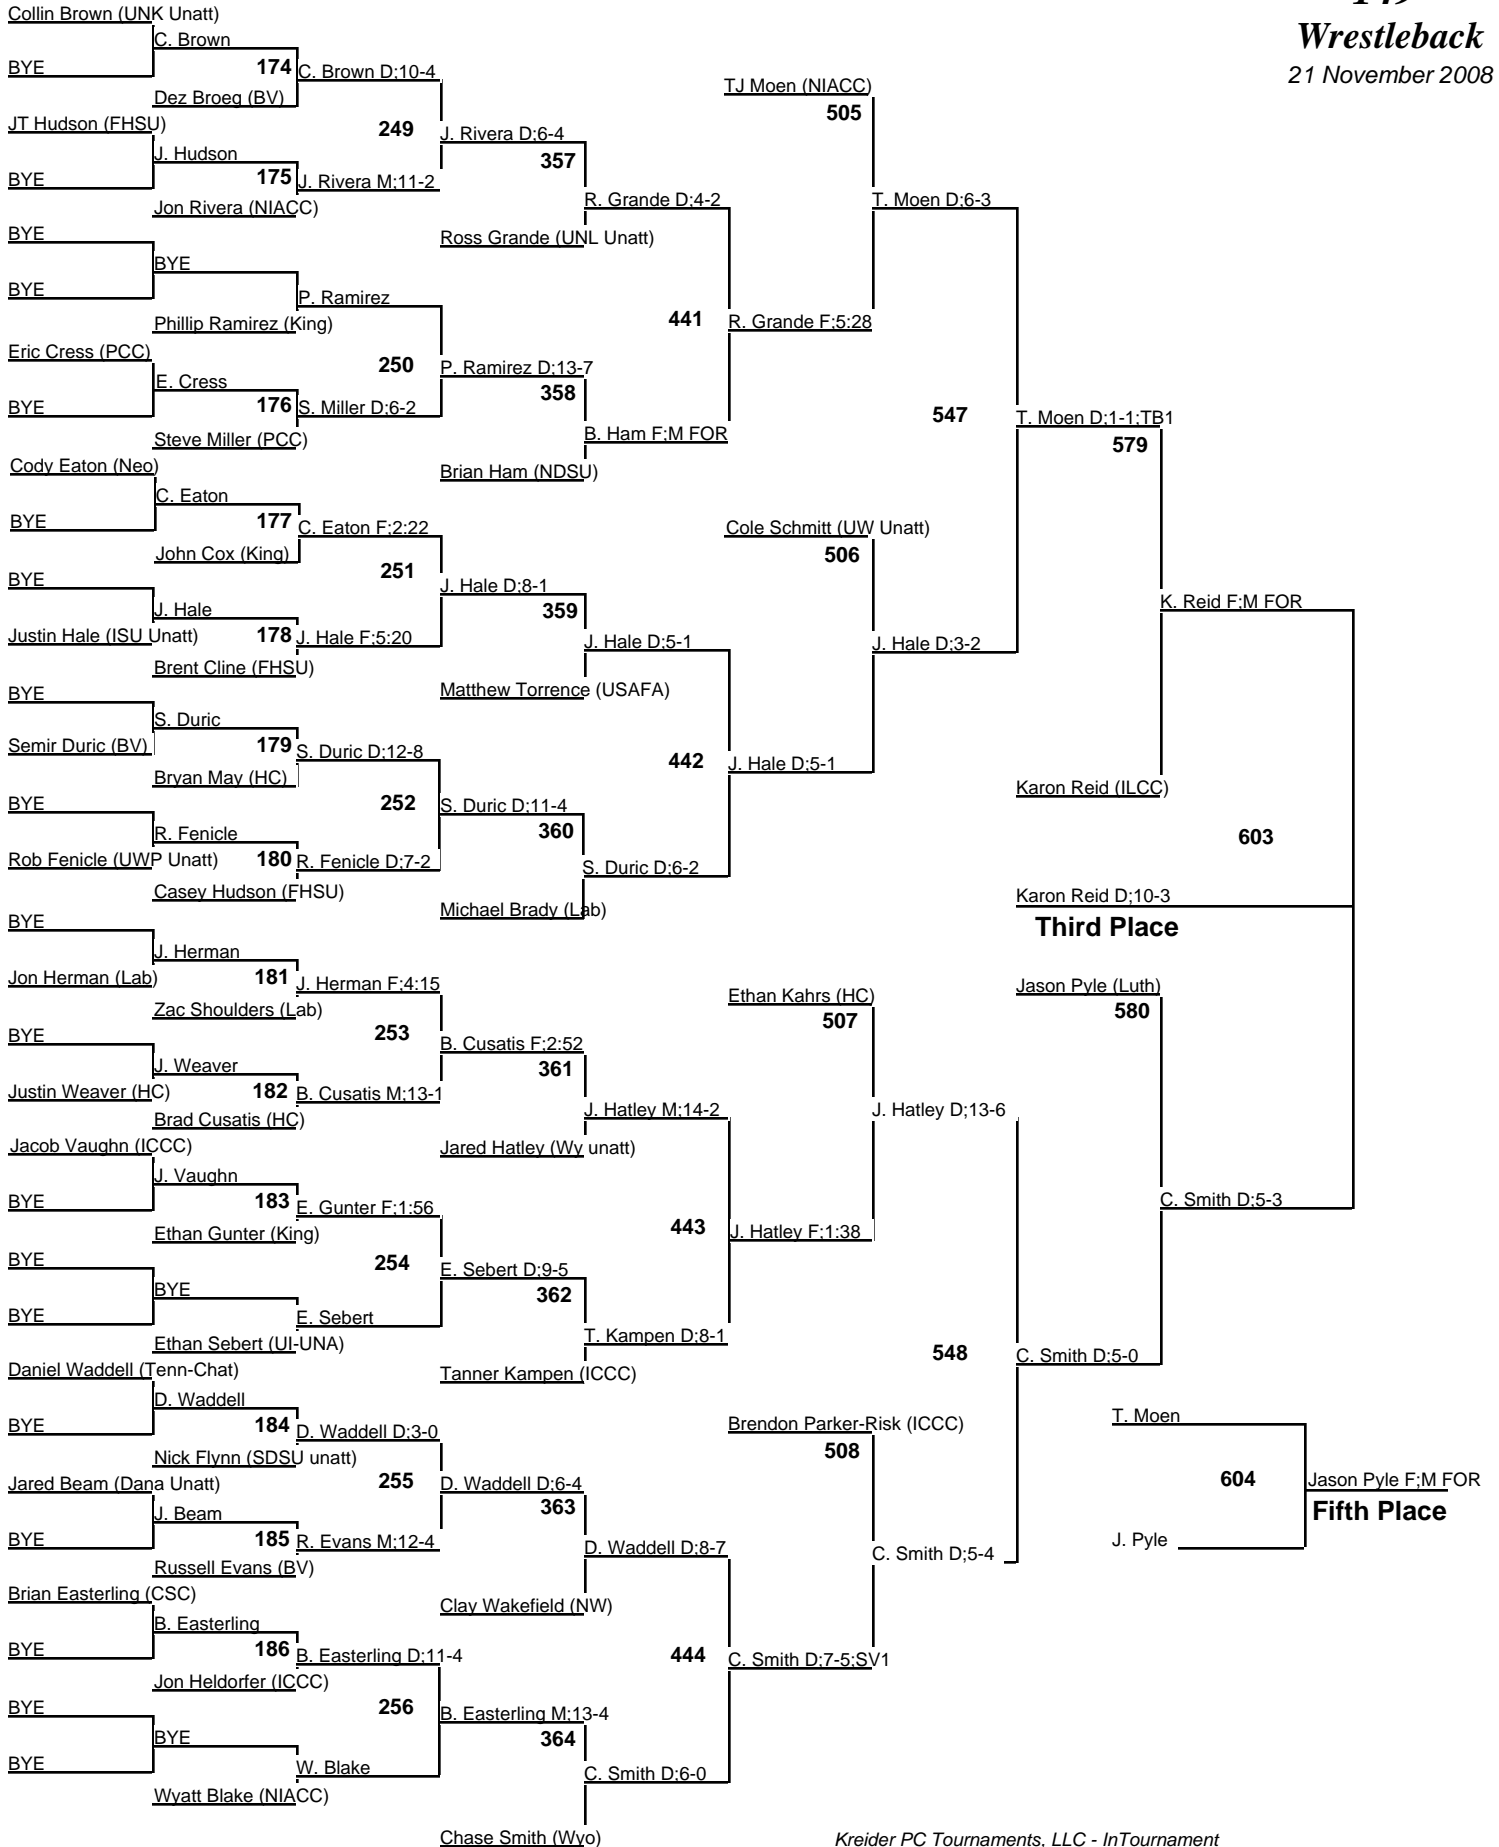 Wrestleback
21 November 2008
Collin Brown (UNK Unatt)
C. Brown
BYE
174
C. Brown D;10-4
Dez Broeg (BV)
JT Hudson (FHSU)
249
J. Rivera D;6-4
J. Hudson
357
BYE
175
J. Rivera M;11-2
Jon Rivera (NIACC)
R. Grande D;4-2
BYE
Ross Grande (UNL Unatt)
BYE
BYE
P. Ramirez
Phillip Ramirez (King)
441
R. Grande F;5:28
Eric Cress (PCC)
250
P. Ramirez D;13-7
E. Cress
358
BYE
176
S. Miller D;6-2
Steve Miller (PCC)
B. Ham F;M FOR
Brian Ham (NDSU)
TJ Moen (NIACC)
505
T. Moen D;6-3
547
T. Moen D;1-1;TB1
579
Cody Eaton (Neo)
C. Eaton
BYE
177
C. Eaton F;2:22
John Cox (King)
251
J. Hale D;8-1
BYE
J. Hale
359
Justin Hale (ISU Unatt)
178
J. Hale F;5:20
Brent Cline (FHSU)
J. Hale D;5-1
Matthew Torrence (USAFA)
Cole Schmitt (UW Unatt)
506
J. Hale D;3-2
K. Reid F;M FOR
BYE
S. Duric
Semir Duric (BV)
179
S. Duric D;12-8
Bryan May (HC)
442
J. Hale D;5-1
BYE
252
S. Duric D;11-4
R. Fenicle
360
Rob Fenicle (UWP Unatt)
180
R. Fenicle D;7-2
Casey Hudson (FHSU)
S. Duric D;6-2
Michael Brady (Lab)
Karon Reid (ILCC)
603
Karon Reid D;10-3
Third Place
BYE
J. Herman
Jon Herman (Lab)
181
J. Herman F;4:15
Zac Shoulders (Lab)
253
B. Cusatis F;2:52
BYE
J. Weaver
361
Justin Weaver (HC)
182
B. Cusatis M;13-1
Brad Cusatis (HC)
J. Hatley M;14-2
Jared Hatley (Wy unatt)
Ethan Kahrs (HC)
507
J. Hatley D;13-6
Jason Pyle (Luth)
580
Jacob Vaughn (ICCC)
J. Vaughn
BYE
183
E. Gunter F;1:56
Ethan Gunter (King)
443
J. Hatley F;1:38
C. Smith D;5-3
BYE
254
E. Sebert D;9-5
BYE
362
BYE
E. Sebert
Ethan Sebert (UI-UNA)
T. Kampen D;8-1
Tanner Kampen (ICCC)
548
C. Smith D;5-0
Daniel Waddell (Tenn-Chat)
D. Waddell
BYE
184
D. Waddell D;3-0
Nick Flynn (SDSU unatt)
Brendon Parker-Risk (ICCC)
508
Jared Beam (Dana Unatt)
255
D. Waddell D;6-4
J. Beam
363
BYE
185
R. Evans M;12-4
Russell Evans (BV)
D. Waddell D;8-7
Clay Wakefield (NW)
C. Smith D;5-4
T. Moen
604
Jason Pyle F;M FOR
Fifth Place
J. Pyle
Brian Easterling (CSC)
B. Easterling
BYE
186
B. Easterling D;11-4
Jon Heldorfer (ICCC)
444
C. Smith D;7-5;SV1
BYE
256
B. Easterling M;13-4
BYE
364
BYE
W. Blake
Wyatt Blake (NIACC)
C. Smith D;6-0
Chase Smith (Wyo)
Kreider PC Tournaments, LLC - InTournament